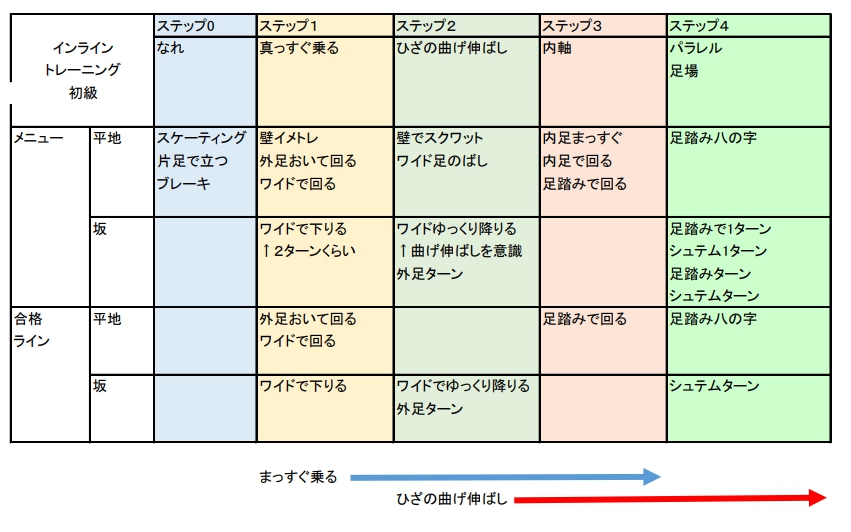 ステップ0 ステップ1 ステップ2 ステップ3 ステップ4
インライン なれ 真っすぐ乗る ひざの曲げ伸ばし 内軸 パラレル
トレーニング 足場
初級
メニュー 平地 スケーティング 壁イメトレ 壁でスクワット 内足まっすぐ 足踏み八の字
片足で立つ 外足おいて回る ワイド足のばし 内足で回る
ブレーキ ワイドで回る 足踏みで回る
坂 ワイドで下りる ワイドゆっくり降りる 足踏みで1ターン
↑2ターンくらい ↑曲げ伸ばしを意識 シュテム1ターン
外足ターン 足踏みターン
シュテムターン
合格 平地 外足おいて回る 足踏みで回る 足踏み八の字
ライン ワイドで回る
坂 ワイドで下りる ワイドでゆっくり降りる シュテムターン
外足ターン
まっすぐ乗る
ひざの曲げ伸ばし